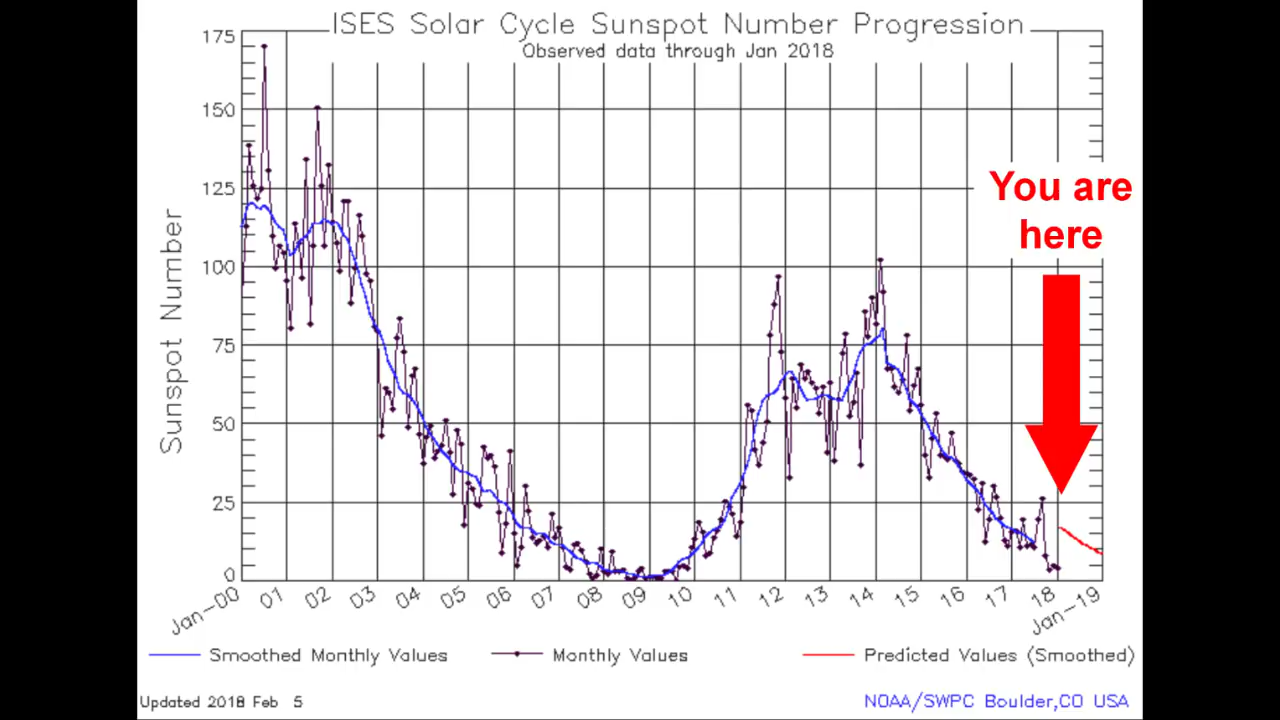 ISES Solar Cycle Sunspot Number Progression
Observed data through Jan 2018
175
150
125
100
75
50
25
0
Sunspot Number
You are
here
Jan-00 01 02 03 04 05 06 07 08 09 10 11 12 13 14 15 16 17 18 Jan-19
Smoothed Monthly Values Monthly Values Predicted Values (Smoothed)
Updated 2018 Feb 5 NOAA/SWPC Boulder,CO USA